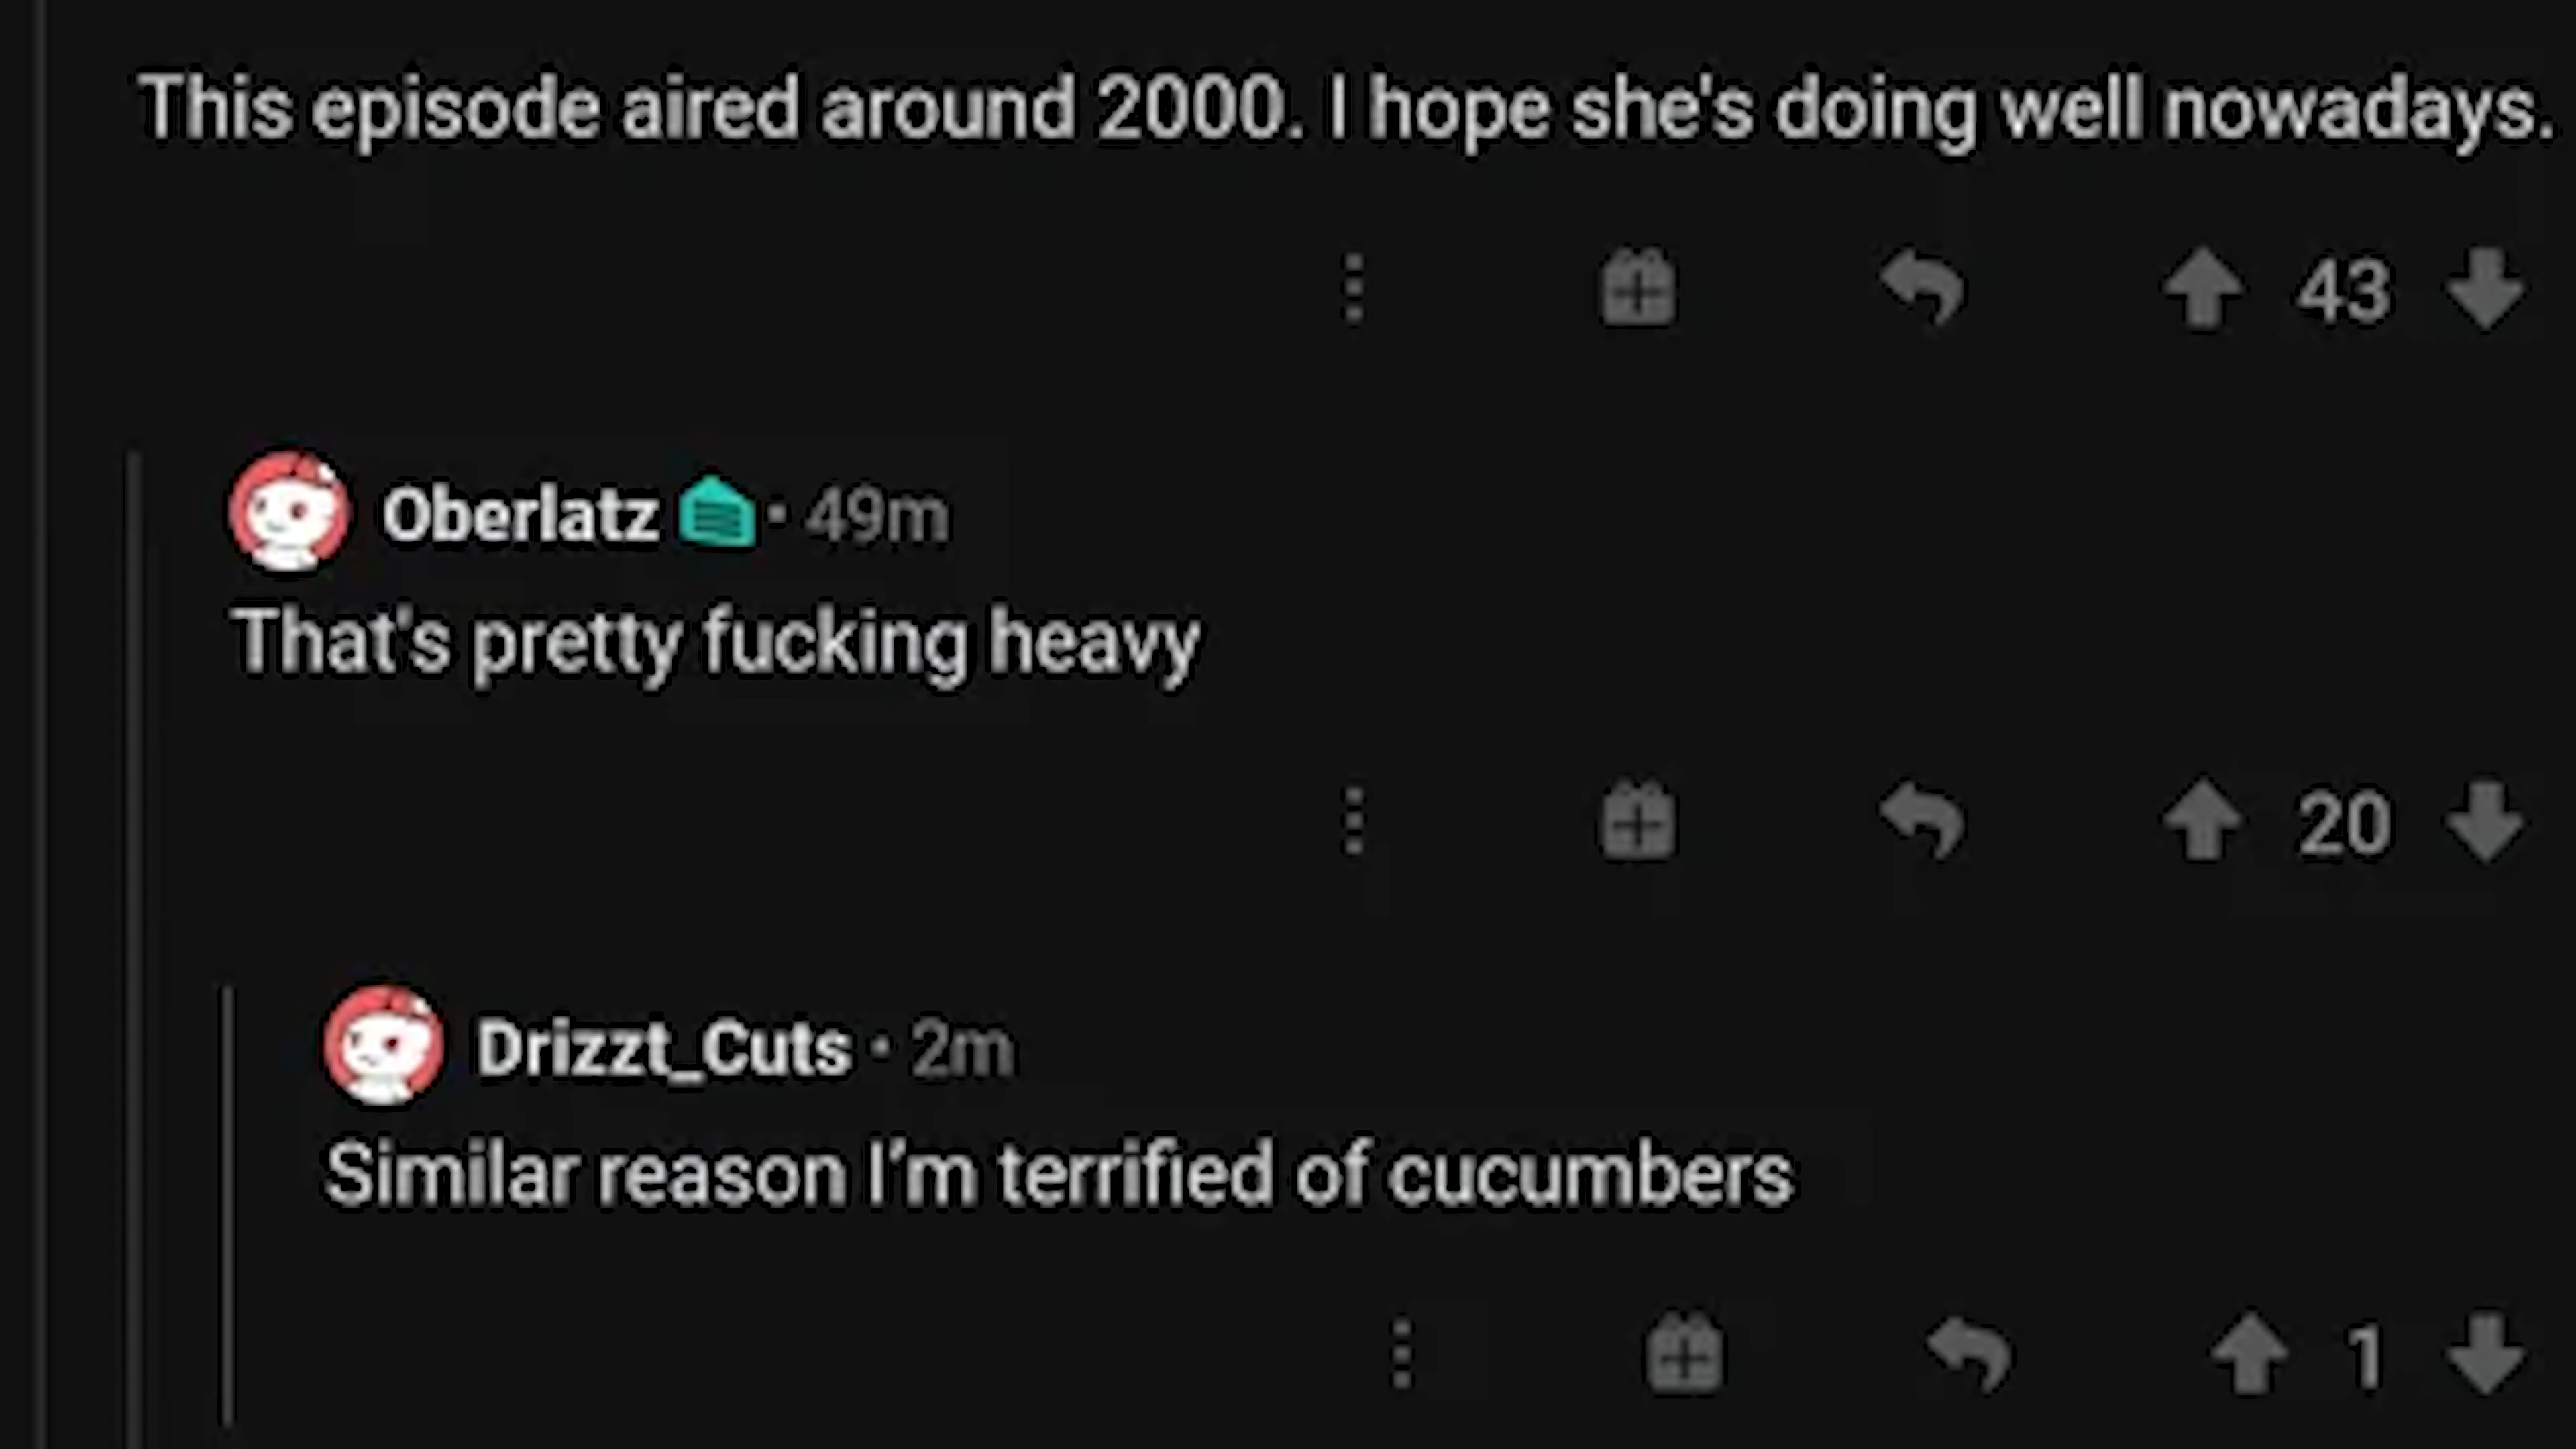 This episode aired around 2000. I hope she's doing well nowadays.
43
Oberlatz · 49m
That's pretty fucking heavy
20
Drizzt_Cuts · 2m
Similar reason I’m terrified of cucumbers
1